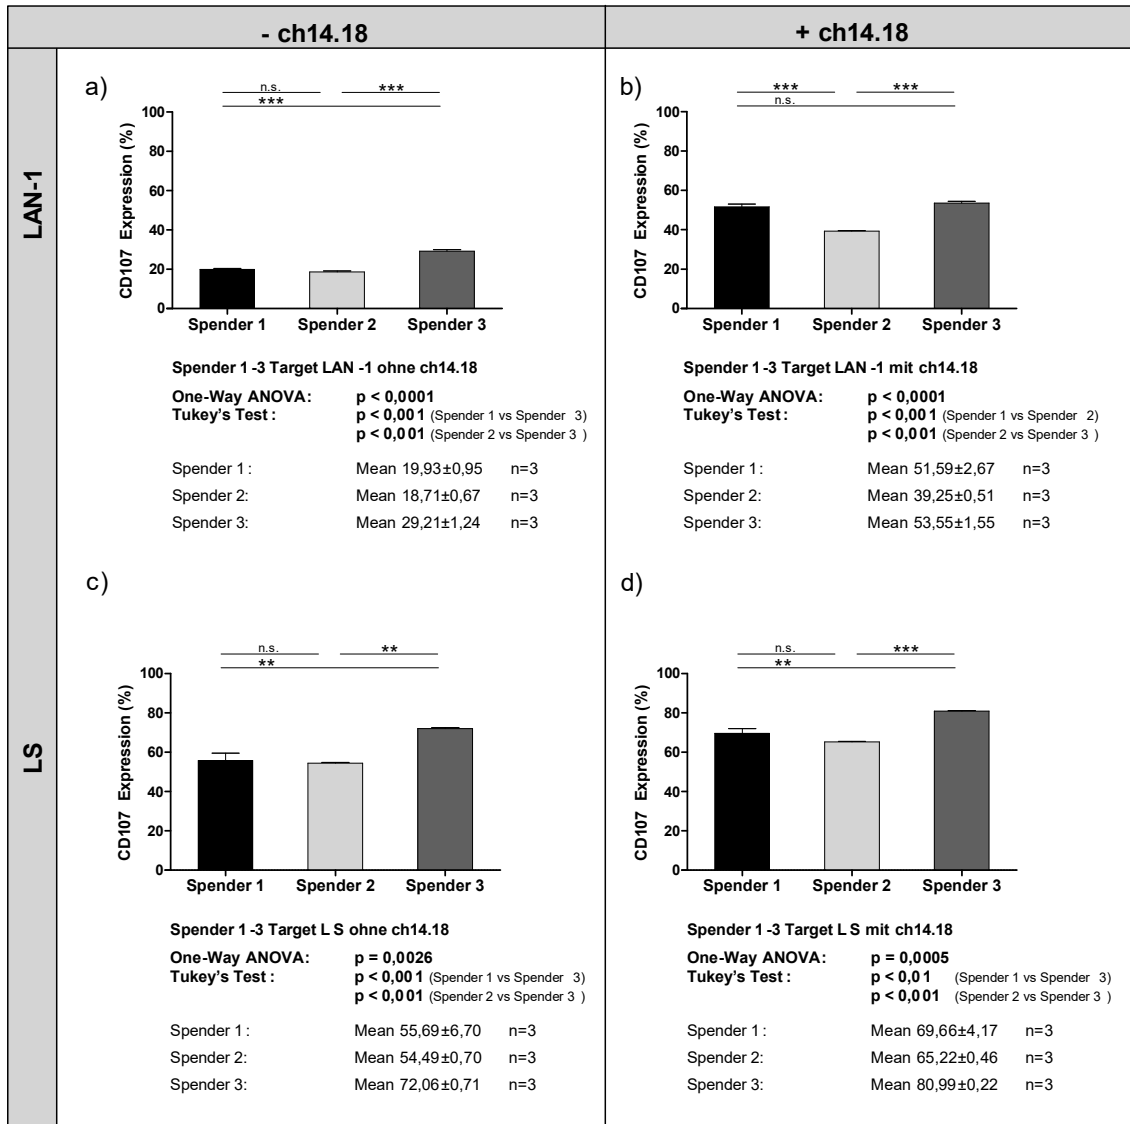 - ch14.18
+ ch14.18
LAN-1
a)
n.s.
***
***
CD107 Expression (%)
100
80
60
40
20
0
Spender 1 Spender 2 Spender 3
Spender 1 -3 Target LAN -1 ohne ch14.18
One-Way ANOVA: p < 0,0001
Tukey's Test : p < 0,001 (Spender 1 vs Spender 3)
p < 0,001 (Spender 2 vs Spender 3 )
Spender 1 : Mean 19,93±0,95 n=3
Spender 2: Mean 18,71±0,67 n=3
Spender 3: Mean 29,21±1,24 n=3
b)
***
***
n.s.
CD107 Expression (%)
100
80
60
40
20
0
Spender 1 Spender 2 Spender 3
Spender 1 -3 Target LAN -1 mit ch14.18
One-Way ANOVA: p < 0,0001
Tukey's Test : p < 0,001 (Spender 1 vs Spender 2)
p < 0,001 (Spender 2 vs Spender 3 )
Spender 1 : Mean 51,59±2,67 n=3
Spender 2: Mean 39,25±0,51 n=3
Spender 3: Mean 53,55±1,55 n=3
LS
c)
n.s.
**
**
CD107 Expression (%)
100
80
60
40
20
0
Spender 1 Spender 2 Spender 3
Spender 1 -3 Target L S ohne ch14.18
One-Way ANOVA: p = 0,0026
Tukey's Test : p < 0,001 (Spender 1 vs Spender 3)
p < 0,001 (Spender 2 vs Spender 3 )
Spender 1 : Mean 55,69±6,70 n=3
Spender 2: Mean 54,49±0,70 n=3
Spender 3: Mean 72,06±0,71 n=3
d)
n.s.
***
**
CD107 Expression (%)
100
80
60
40
20
0
Spender 1 Spender 2 Spender 3
Spender 1 -3 Target L S mit ch14.18
One-Way ANOVA: p = 0,0005
Tukey's Test : p < 0,01 (Spender 1 vs Spender 3)
p < 0,001 (Spender 2 vs Spender 3 )
Spender 1 : Mean 69,66±4,17 n=3
Spender 2: Mean 65,22±0,46 n=3
Spender 3: Mean 80,99±0,22 n=3